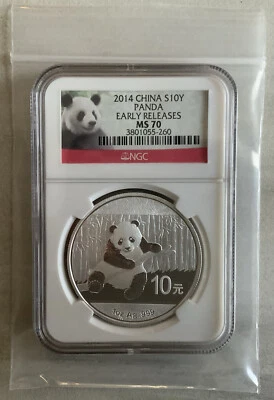 2014 CHINA S10Y
PANDA
EARLY RELEASES
MS 70
3801055-260
NGC
10元